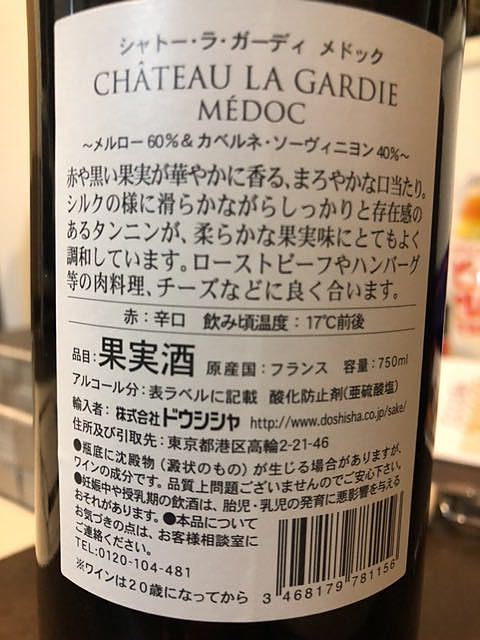 シャトー・ラ・ガーディ メドック
CHÂTEAU LA GARDIE
MÉDOC
～メルロー60％＆カベルネ・ソーヴィニヨン40％～
赤や黒い果実が華やかに香る、まろやかな口当たり。
シルクの様に滑らかながらしっかりと存在感の
あるタンニンが、柔らかな果実味にとてもよく
調和しています。ローストビーフやハンバーグ
等の肉料理、チーズなどに良く合います。
赤：辛口 飲み頃温度：17℃前後
品目：果実酒 原産国：フランス 容量：750ml
アルコール分：表ラベルに記載 酸化防止剤(亜硫酸塩)
輸入者：株式会社ドウシシャ http://www.doshisha.co.jp/sake/
住所及び引取先：東京都港区高輪2-21-46
●瓶底に沈殿物（澱状のもの）が生じる場合がありますが、
ワインの成分です。品質上問題ございませんのでご安心下さい。
●妊娠中や授乳期の飲酒は、胎児・乳児の発育に悪影響を与える
おそれがあります。●本品について
お気づきの点は、お客様相談室に
ご連絡ください。
TEL:0120-104-481
※ワインは20歳になってから
3 468179 781156